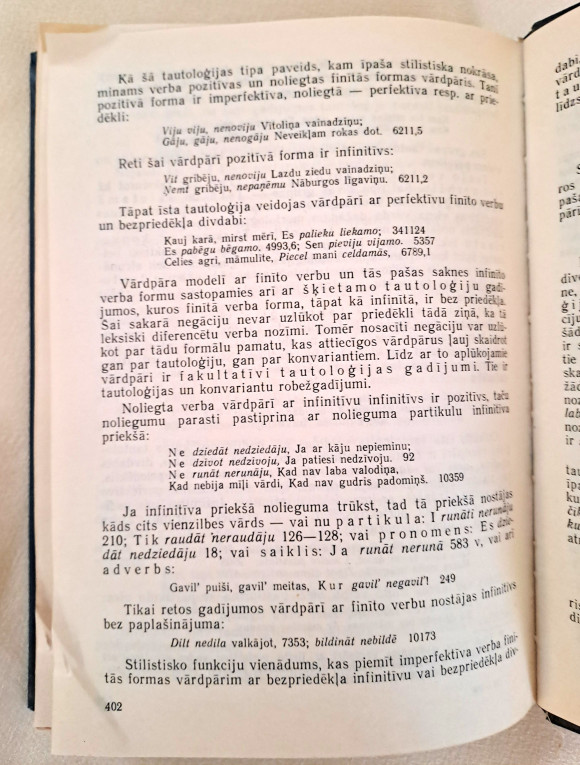 Kā šā tautoloģijas tipa paveids, kam īpaša stilistiska nokrāsa,
minams verba pozitīvas un noliegtas finītās formas vārdpāris. Tani
pozitīvā forma ir imperfektīva, noliegtā — perfektīva resp. ar prie-
dēkli:
Viju viju, nenoviju Vītoliņa vainadziņu;
Gāju, gāju, nenogāju Neveikļam rokas dot. 6211,5
Reti šai vārdpārī pozitīvā forma ir infinitīvs:
Vīt gribēju, nenoviju Lazdu ziedu vainadziņu;
Ņemt gribēju, nepaņēmu Nāburgos līgaviņu. 6211,2
Tāpat īsta tautoloģija veidojas vārdpārī ar perfektīvu finīto verbu
un bezpriedēkļa divdabi:
Kauj karā, mirst mērī, Es palieku liekamo; 341124
Es pabēgu bēgamo. 4993,6; Sen pieviju vijamo. 5357
Celies agri, māmulīte, Piecel mani celdamās, 6789,1
Vārdpāra modelī ar finīto verbu un tās pašas saknes infinīto
verba formu sastopamies arī ar šķietamo tautoloģiju gadī-
jumos, kuros finītā verba forma, tāpat kā infinītā, ir bez priedēkļa.
Šai sakarā negāciju nevar uzlūkot par priedēkli tādā ziņā, ka tā
leksiski diferencētu verba nozīmi. Tomēr nosacīti negāciju var uzlū-
kot par tādu formālu pamatu, kas attiecīgos vārdpārus ļauj skaidrot
gan par tautoloģiju, gan par konvariantiem. Līdz ar to aplūkojamie
vārdpāri ir fakultatīvi tautoloģijas gadījumi. Tie ir
tautoloģijas un konvariantu robežgadījumi.
Noliegta verba vārdpārī ar infinitīvu infinitīvs ir pozitīvs, taču
noliegumu parasti pastiprina ar nolieguma partikulu infinitīva
priekšā:
Ne dziedāt nedziedāju, Ja ar kāju nepieminu;
Ne dzīvot nedzīvoju, Ja patiesi nedzīvoju. 92
Ne runāt nerunāju, Kad nav laba valodiņa,
Kad nebija mīļi vārdi, Kad nav gudris padomiņš. 10359
Ja infinitīva priekšā nolieguma trūkst, tad tā priekšā nostājas
kāds cits vienzilbes vārds — vai nu partikula: I runāti nerunāju
210; Tik raudāt neraudāju 126—128; vai pronomens: Es dzie-
dāt nedziedāju 18; vai saiklis: Ja runāt nerunā 583 v, vai arī
adverbs:
Gavil' puiši, gavil' meitas, Kur gavil' negavil'! 249
Tikai retos gadījumos vārdpārī ar finīto verbu nostājas infinitīvs
bez paplašinājuma:
Dilt nedila valkājot, 7353; bildināt nebildē 10173
Stilistisko funkciju vienādums, kas piemīt imperfektīva verba finī-
tās formas vārdpārim ar bezpriedēkļa infinitīvu vai bezpriedēkļa div-
402